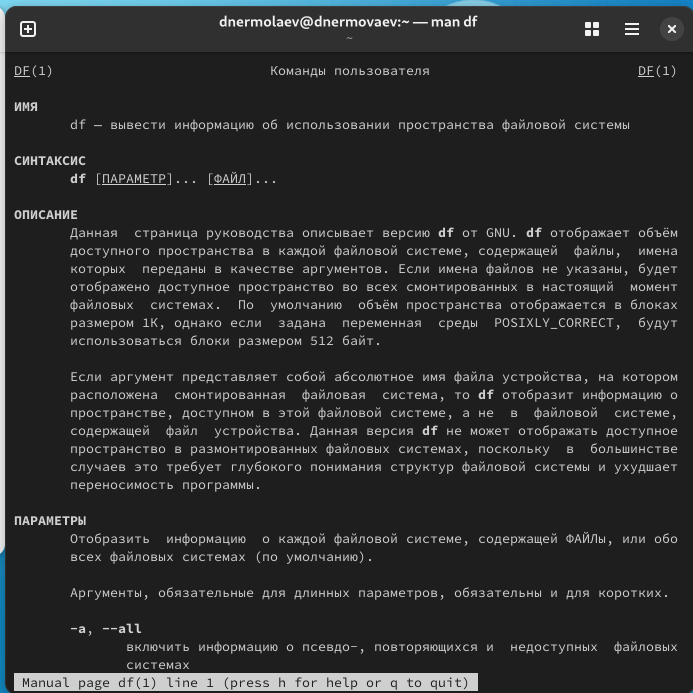 dnermolaev@dnermovaev:~ — man df
~
DF(1) Команды пользователя DF(1)
ИМЯ
df — вывести информацию об использовании пространства файловой системы
СИНТАКСИС
df [ПАРАМЕТР]... [ФАЙЛ]...
ОПИСАНИЕ
Данная страница руководства описывает версию df от GNU. df отображает объём
доступного пространства в каждой файловой системе, содержащей файлы, имена
которых переданы в качестве аргументов. Если имена файлов не указаны, будет
отображено доступное пространство во всех смонтированных в настоящий момент
файловых системах. По умолчанию объём пространства отображается в блоках
размером 1K, однако если задана переменная среды POSIXLY_CORRECT, будут
использоваться блоки размером 512 байт.
Если аргумент представляет собой абсолютное имя файла устройства, на котором
расположена смонтированная файловая система, то df отобразит информацию о
пространстве, доступном в этой файловой системе, а не в файловой системе,
содержащей файл устройства. Данная версия df не может отображать доступное
пространство в размонтированных файловых системах, поскольку в большинстве
случаев это требует глубокого понимания структур файловой системы и ухудшает
переносимость программы.
ПАРАМЕТРЫ
Отобразить информацию о каждой файловой системе, содержащей ФАЙЛы, или обо
всех файловых системах (по умолчанию).
Аргументы, обязательные для длинных параметров, обязательны и для коротких.
-a, --all
включить информацию о псевдо-, повторяющихся и недоступных файловых
системах
Manual page df(1) line 1 (press h for help or q to quit)